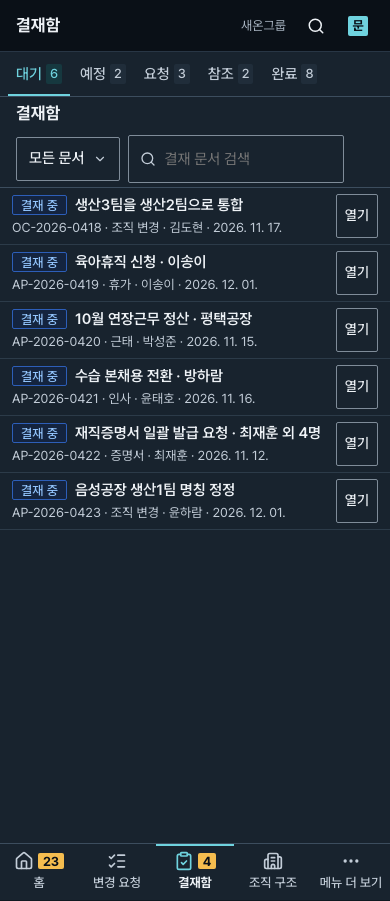 결재함 새온그룹 문
대기 6 예정 2 요청 3 참조 2 완료 8
결재함
모든 문서 결재 문서 검색
결재 중 생산3팀을 생산2팀으로 통합
OC-2026-0418 · 조직 변경 · 김도현 · 2026. 11. 17.
열기
결재 중 육아휴직 신청 · 이송이
AP-2026-0419 · 휴가 · 이송이 · 2026. 12. 01.
열기
결재 중 10월 연장근무 정산 · 평택공장
AP-2026-0420 · 근태 · 박성준 · 2026. 11. 15.
열기
결재 중 수습 본채용 전환 · 방하람
AP-2026-0421 · 인사 · 윤태호 · 2026. 11. 16.
열기
결재 중 재직증명서 일괄 발급 요청 · 최재훈 외 4명
AP-2026-0422 · 증명서 · 최재훈 · 2026. 11. 12.
열기
결재 중 음성공장 생산1팀 명칭 정정
AP-2026-0423 · 조직 변경 · 윤하람 · 2026. 12. 01.
열기
23 4
홈 변경 요청 결재함 조직 구조 메뉴 더 보기